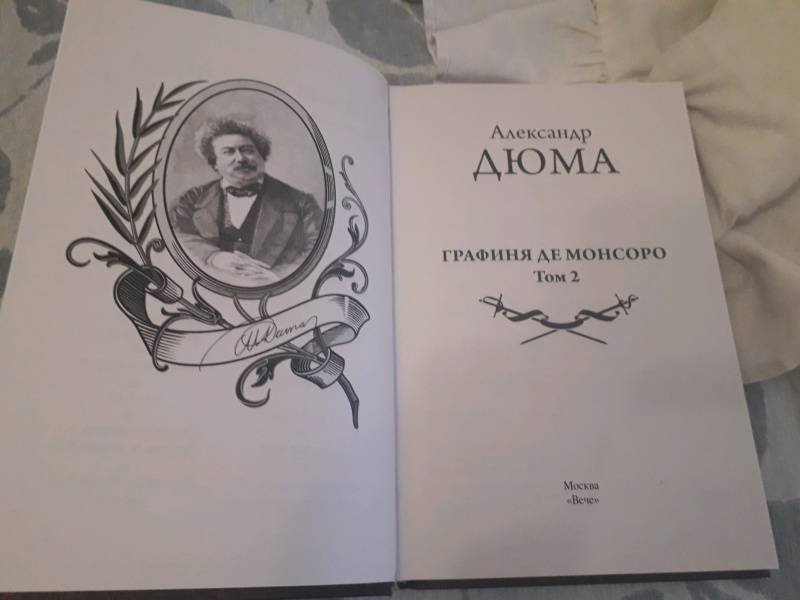 Александр
ДЮМА
ГРАФИНЯ ДЕ МОНСОРО
Том 2
Москва
«Вече»